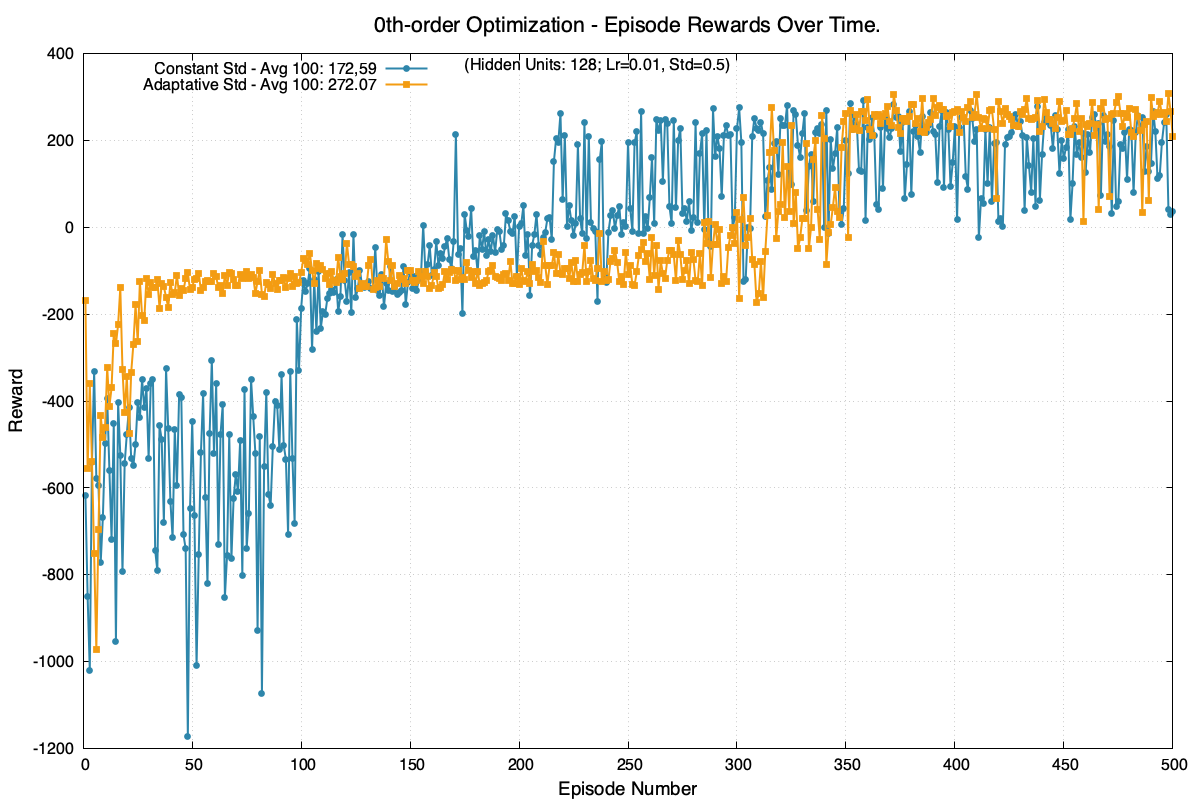 0th-order Optimization - Episode Rewards Over Time.
(Hidden Units: 128; Lr=0.01, Std=0.5)
Constant Std - Avg 100: 172,59
Adaptative Std - Avg 100: 272.07
400
200
0
-200
-400
-600
-800
-1000
-1200
Reward
0 50 100 150 200 250 300 350 400 450 500
Episode Number